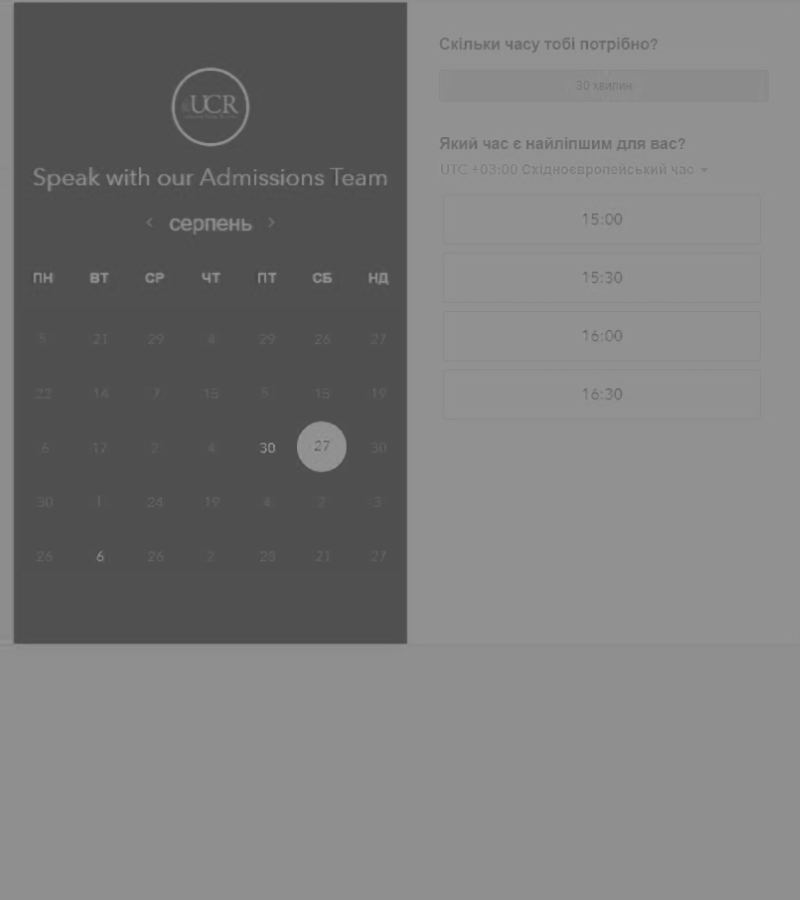 UCR
Speak with our Admissions Team
серпень
ПН ВТ СР ЧТ ПТ СБ НД
5 21 29 4 29 26 27
22 14 7 15 5 15 19
6 17 2 4 30 27 30
30 1 24 19 4 2 3
26 6 26 7 28 21 27
Скільки часу тобі потрібно?
30 хвилин
Який час є найліпшим для вас?
UTC +03:00 Східноєвропейський час
15:00
15:30
16:00
16:30